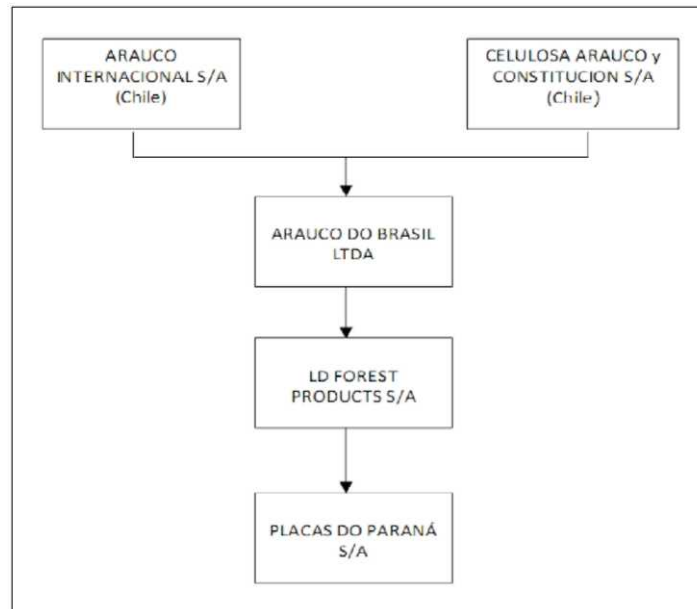 ARAUCO
INTERNACIONAL S/A
(Chile)
CELULOSA ARAUCO y
CONSTITUCION S/A
(Chile)
ARAUCO DO BRASIL
LTDA
LD FOREST
PRODUCTS S/A
PLACAS DO PARANÁ
S/A